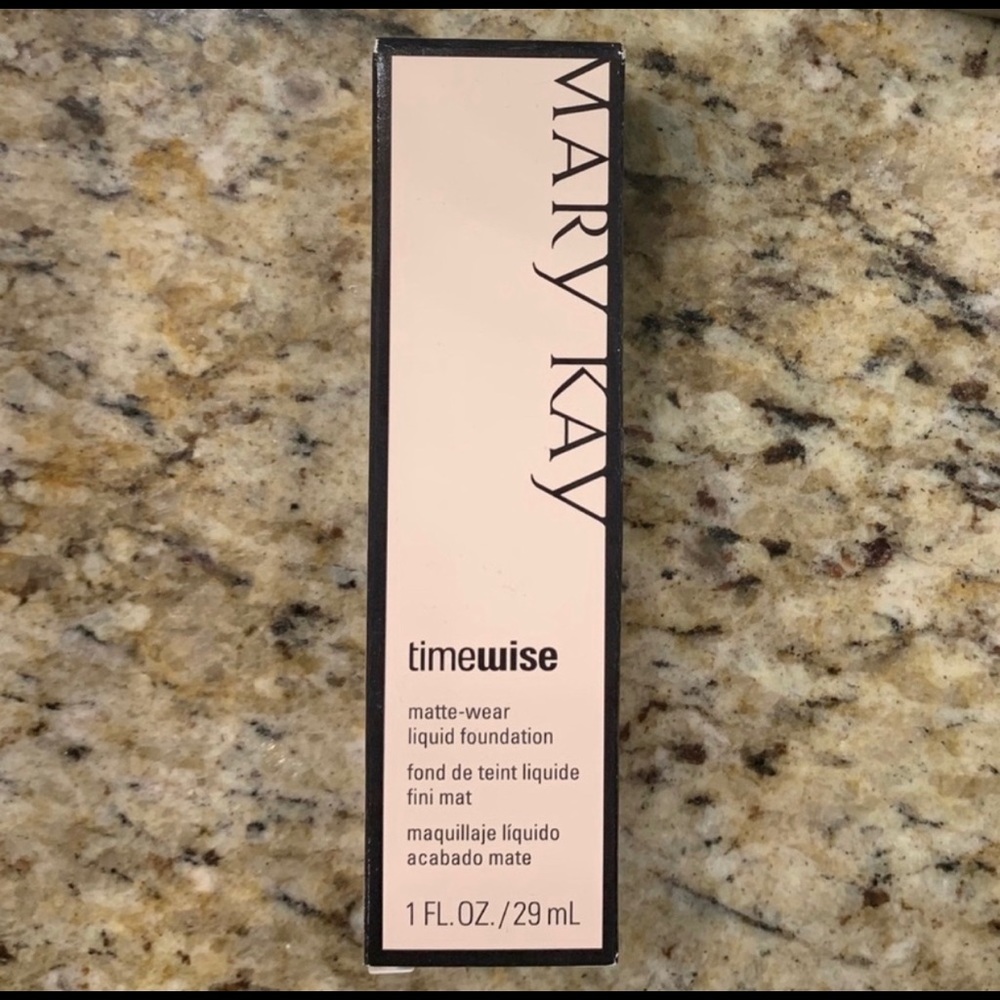 MARY KAY
timewise
matte-wear
liquid foundation
fond de teint liquide
fini mat
maquillaje líquido
acabado mate
1 FL.OZ./29 mL